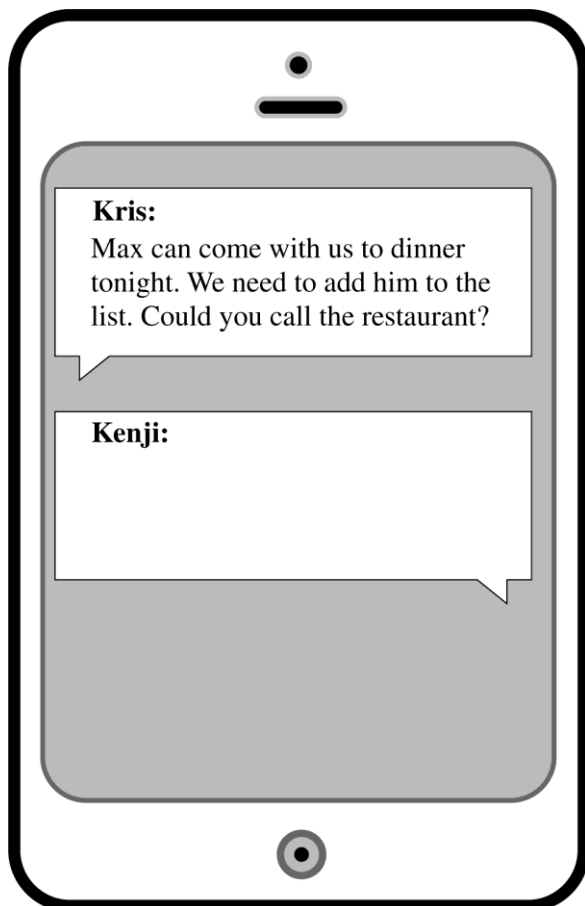 Kris:
Max can come with us to dinner
tonight. We need to add him to the
list. Could you call the restaurant?
Kenji: